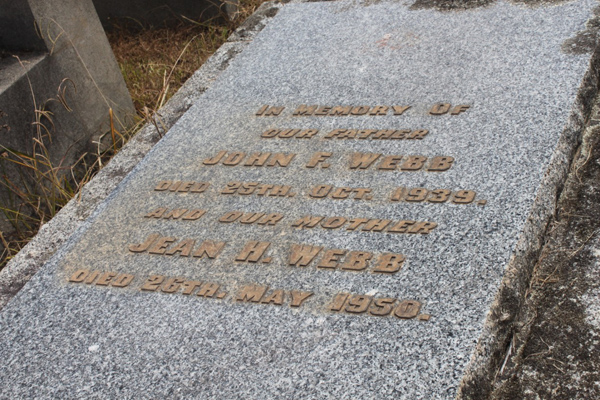 IN MEMORY OF
OUR FATHER
JOHN F. WEBB
DIED 25TH. OCT. 1939.
AND OUR MOTHER
JEAN H. WEBB
DIED 26TH. MAY 1950.